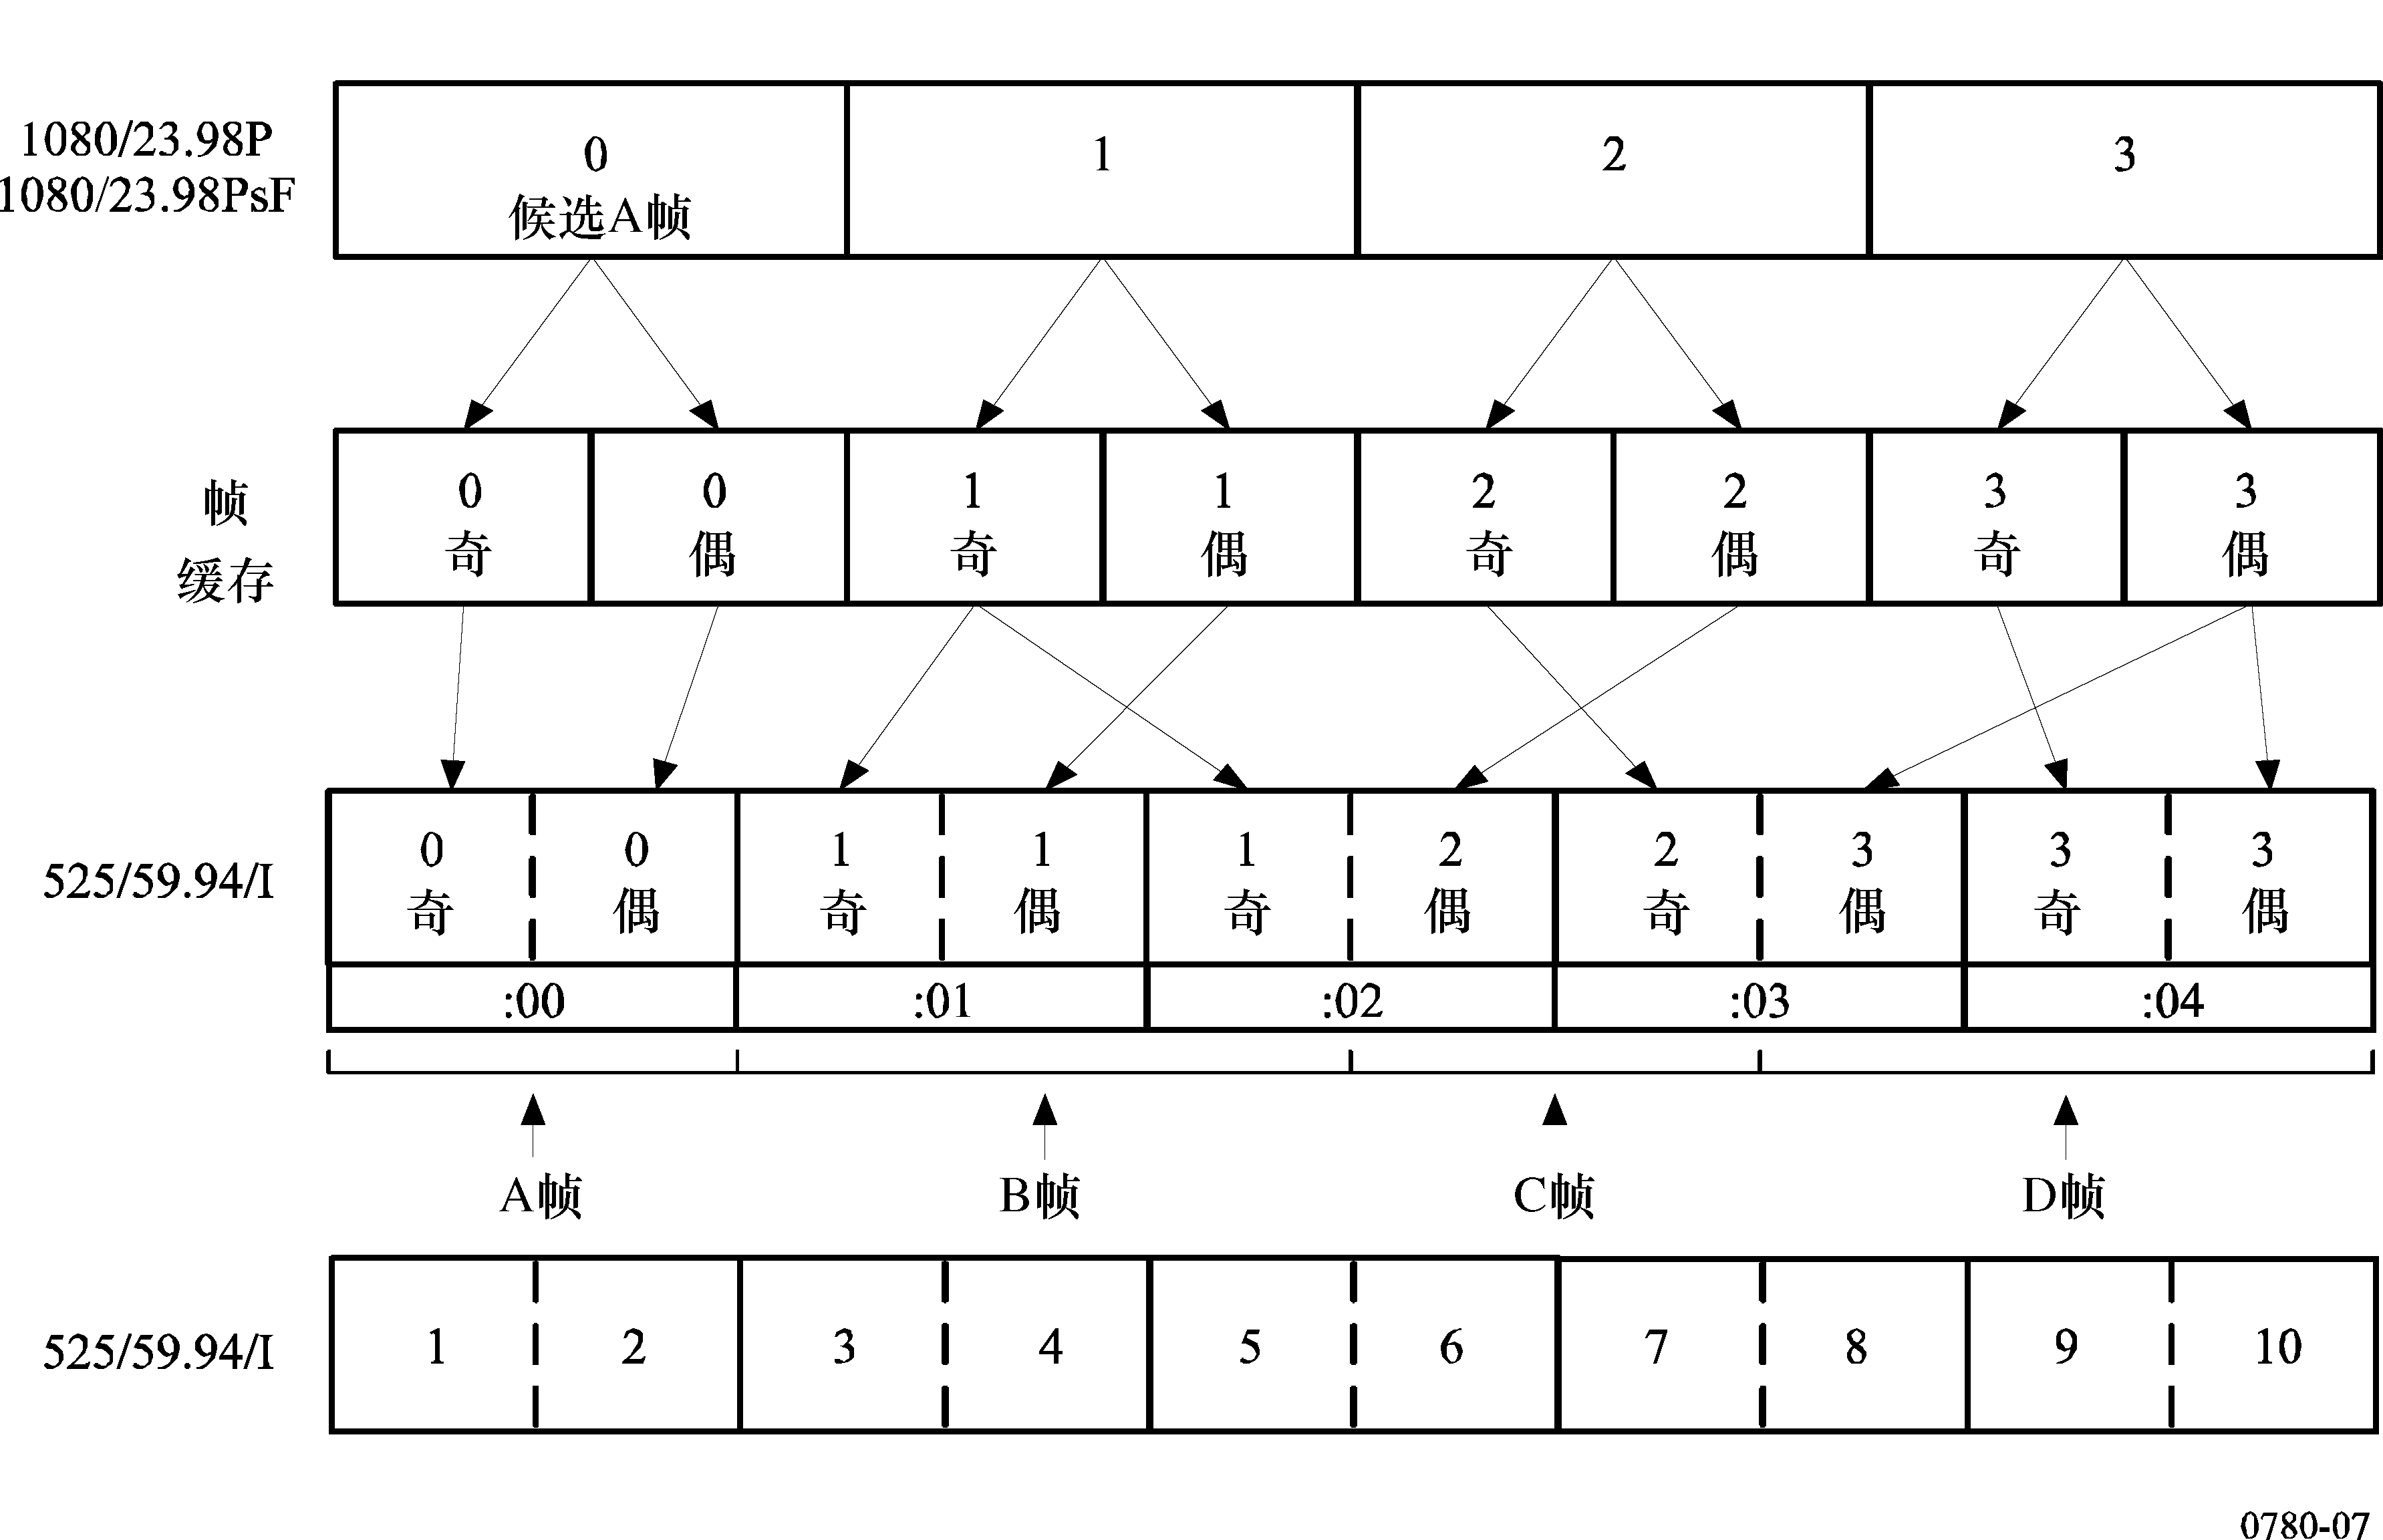 1080/23.98P
1080/23.98PsF
0
候选A帧
1
2
3
帧
缓存
0
奇
0
偶
1
奇
1
偶
2
奇
2
偶
3
奇
3
偶
525/59.94/I
0
奇
0
偶
1
奇
1
偶
1
奇
2
偶
2
奇
3
偶
3
奇
3
偶
:00
:01
:02
:03
:04
A帧
B帧
C帧
D帧
525/59.94/I
1
2
3
4
5
6
7
8
9
10
0780-07